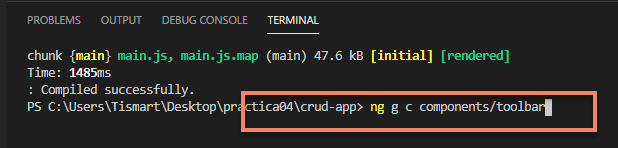 PROBLEMS OUTPUT DEBUG CONSOLE TERMINAL
chunk {main} main.js, main.js.map (main) 47.6 kB [initial] [rendered]
Time: 1485ms
: Compiled successfully.
PS C:\Users\Tismart\Desktop\practica04\crud-app> ng g c components/toolbar